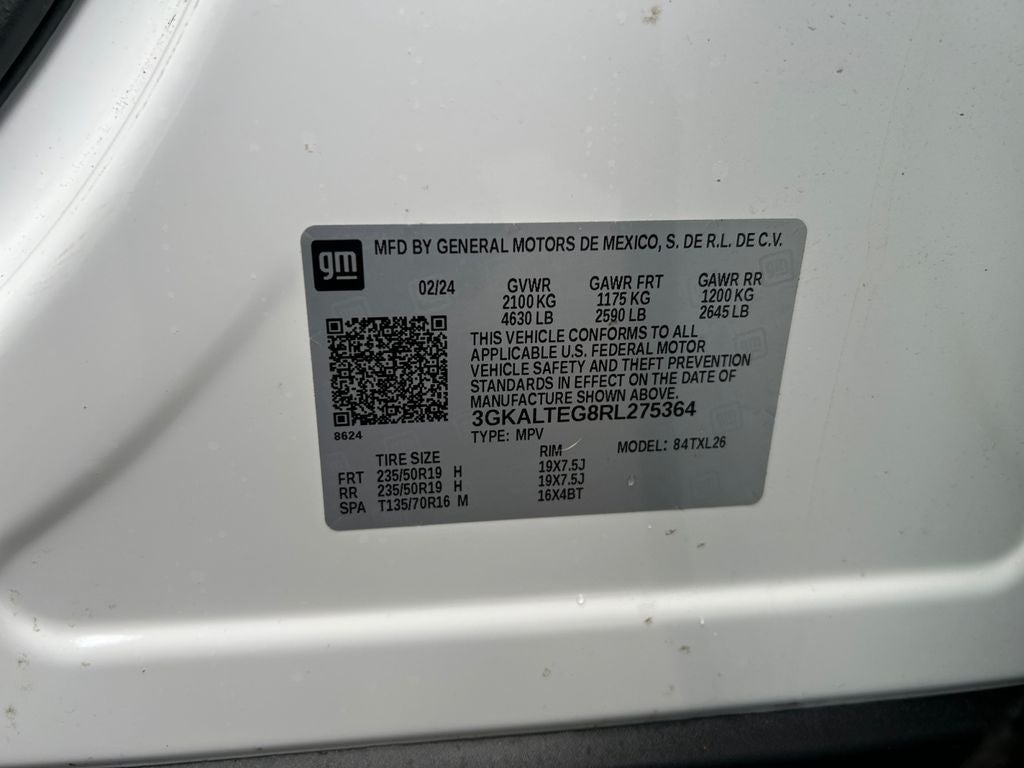 gm
MFD BY GENERAL MOTORS DE MEXICO, S. DE R.L. DE C.V.
02/24 GVWR GAWR FRT GAWR RR
2100 KG 1175 KG 1200 KG
4630 LB 2590 LB 2645 LB
THIS VEHICLE CONFORMS TO ALL
APPLICABLE U.S. FEDERAL MOTOR
VEHICLE SAFETY AND THEFT PREVENTION
STANDARDS IN EFFECT ON THE DATE OF
MANUFACTURE SHOWN ABOVE.
3GKALTEG8RL275364
8624
TYPE: MPV MODEL: 84TXL26
TIRE SIZE RIM
FRT 235/50R19 H 19X7.5J
RR 235/50R19 H 19X7.5J
SPA T135/70R16 M 16X4BT